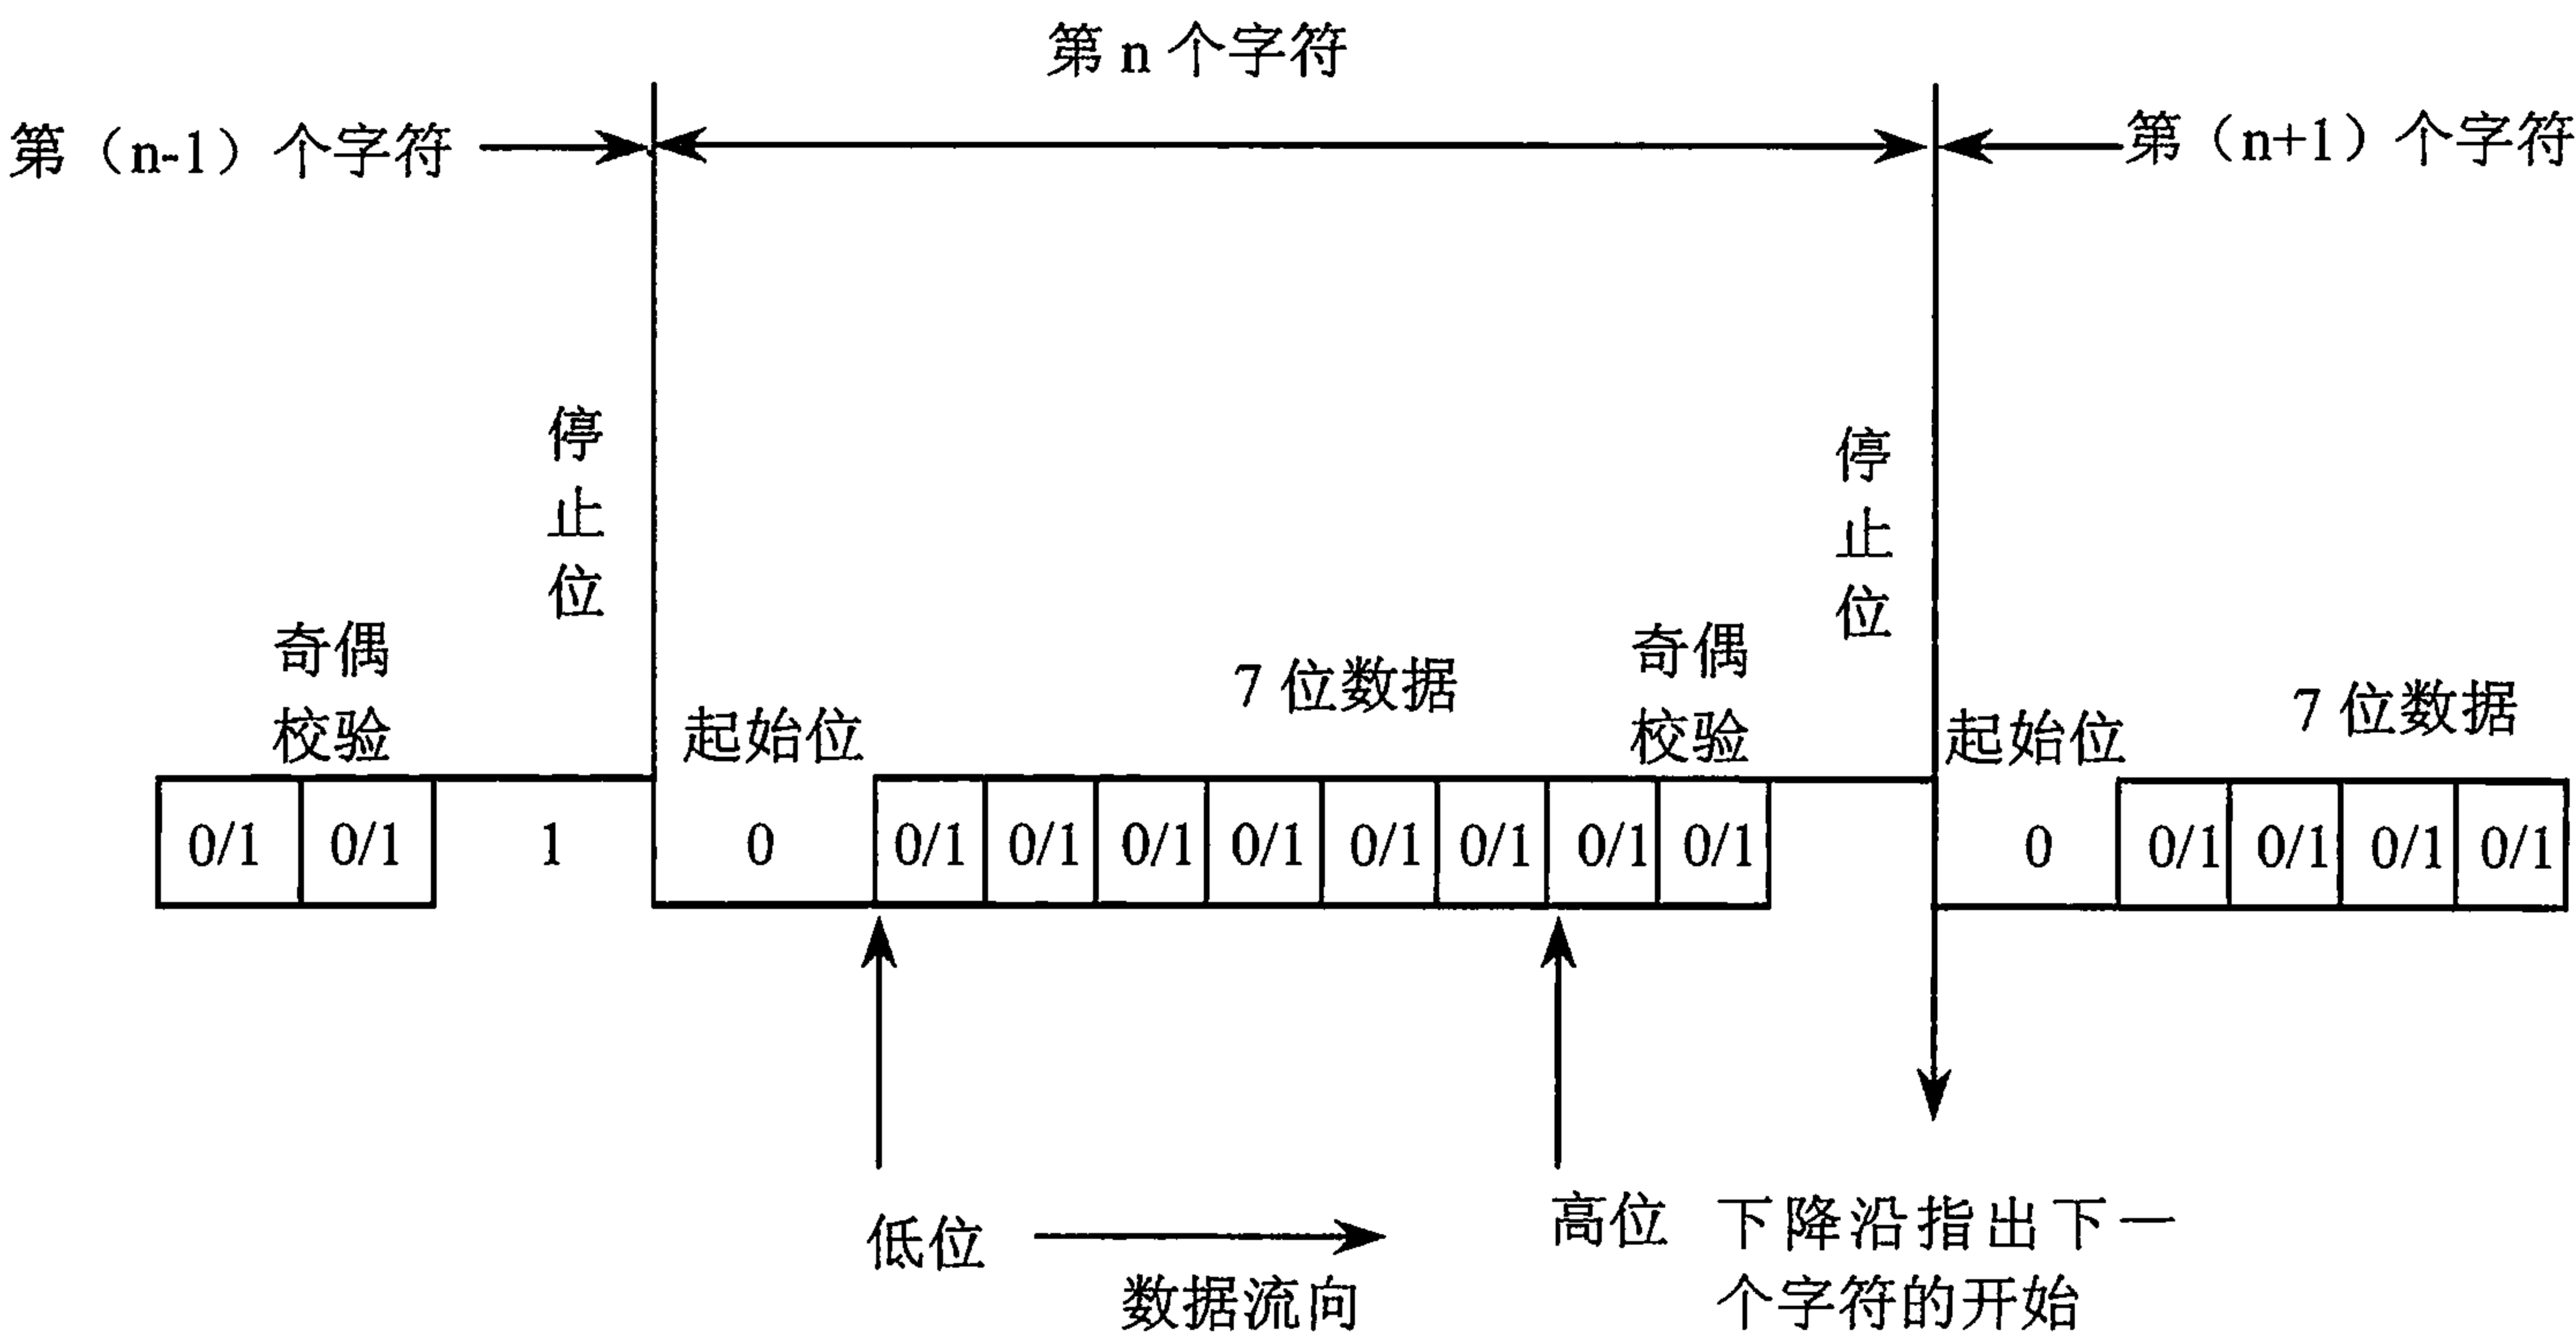 第 n 个字符
第（n-1）个字符
第（n+1）个字符
停止位
停止位
奇偶校验
起始位
7 位数据
奇偶校验
起始位
7 位数据
0/1 0/1 1 0 0/1 0/1 0/1 0/1 0/1 0/1 0/1 0/1 0 0/1 0/1 0/1 0/1
低位
数据流向
高位
下降沿指出下一
个字符的开始